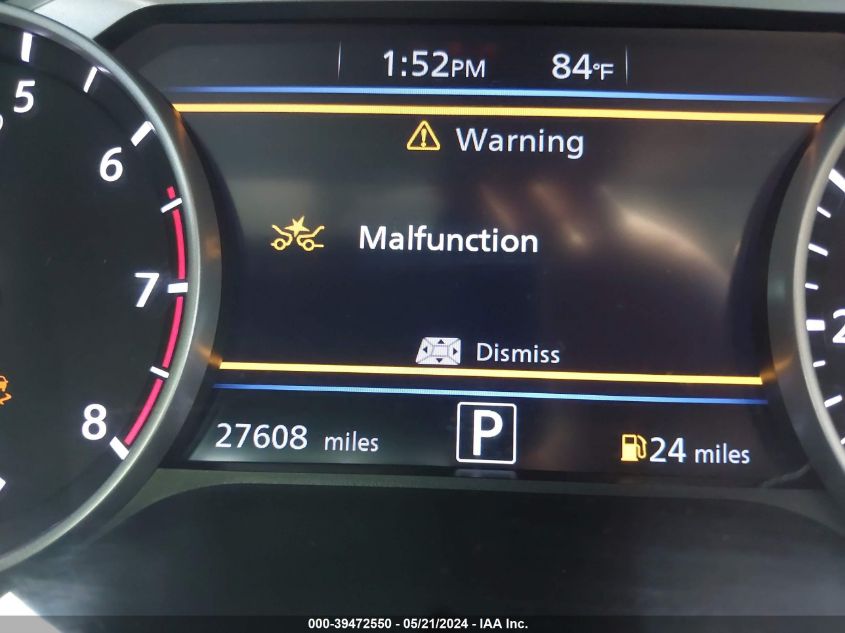 1:52PM 84°F
5
6
7
8
Warning
Malfunction
Dismiss
27608 miles P 24 miles
2
000-39472550 / 05/21/2024 - IAA Inc.